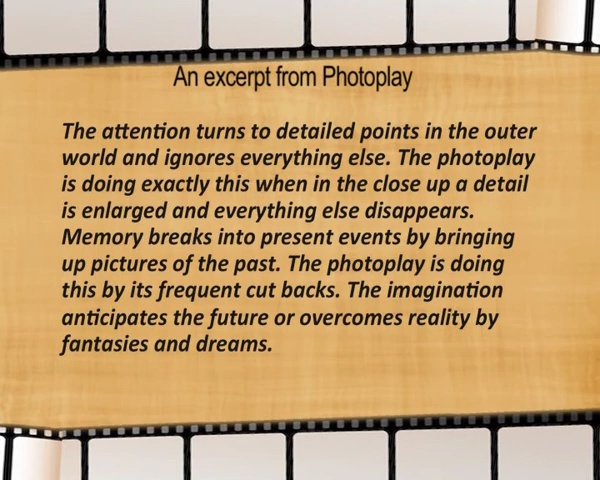 An excerpt from Photoplay
The attention turns to detailed points in the outer
world and ignores everything else. The photoplay
is doing exactly this when in the close up a detail
is enlarged and everything else disappears.
Memory breaks into present events by bringing
up pictures of the past. The photoplay is doing
this by its frequent cut backs. The imagination
anticipates the future or overcomes reality by
fantasies and dreams.